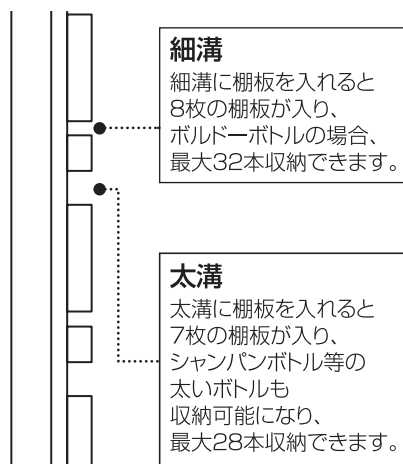 細溝
細溝に棚板を入れると
8枚の棚板が入り、
ボルドーボトルの場合、
最大32本収納できます。
太溝
太溝に棚板を入れると
7枚の棚板が入り、
シャンパンボトル等の
太いボトルも
収納可能になり、
最大28本収納できます。